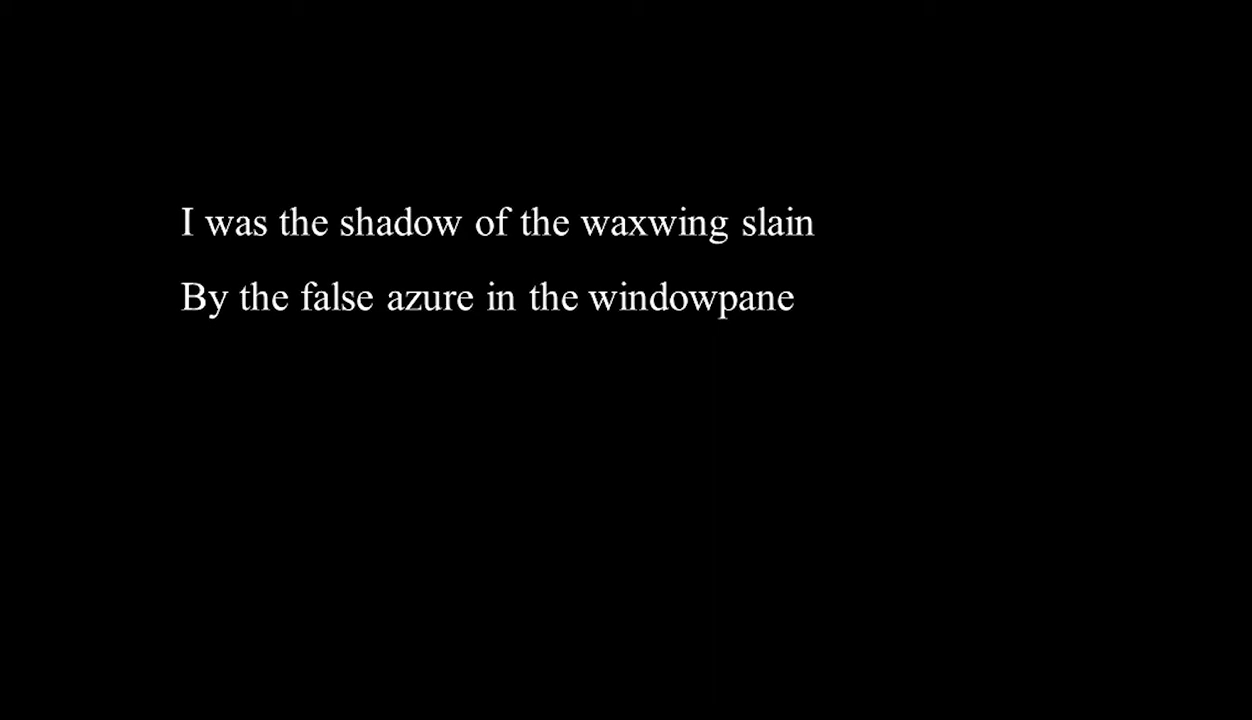 I was the shadow of the waxwing slain
By the false azure in the windowpane